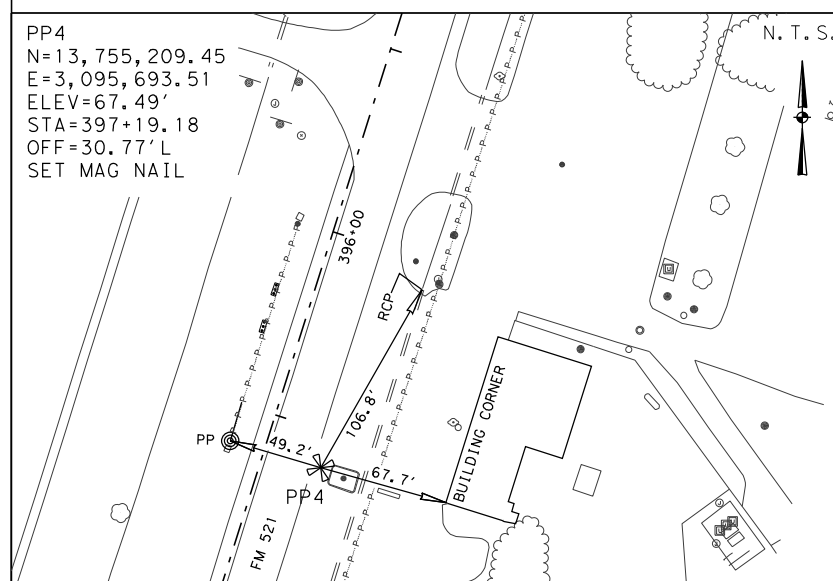 PP4
N=13,755,209.45
E=3,095,693.51
ELEV=67.49'
STA=397+19.18
OFF=30.77'L
SET MAG NAIL
N.T.S.
396+00
RCP
106.8'
PP
49.2'
67.7'
BUILDING CORNER
PP4
FM 521